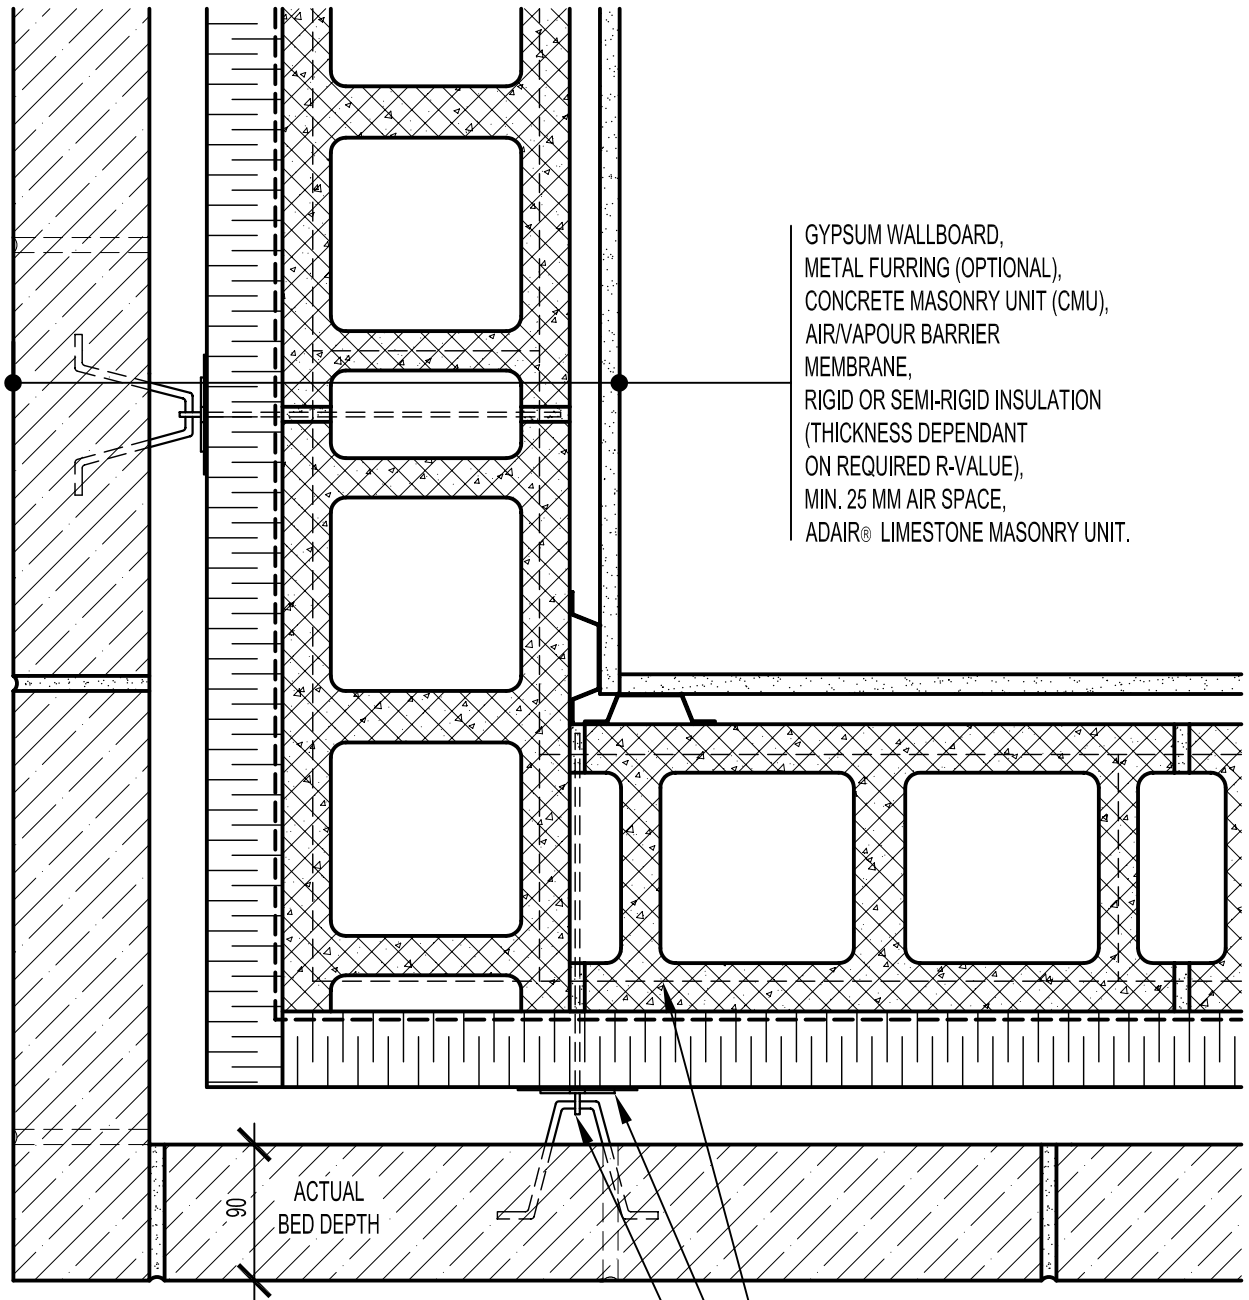 GYPSUM WALLBOARD,
METAL FURRING (OPTIONAL),
CONCRETE MASONRY UNIT (CMU),
AIR/VAPOUR BARRIER
MEMBRANE,
RIGID OR SEMI-RIGID INSULATION
(THICKNESS DEPENDANT
ON REQUIRED R-VALUE),
MIN. 25 MM AIR SPACE,
ADAIR® LIMESTONE MASONRY UNIT.
90
ACTUAL
BED DEPTH